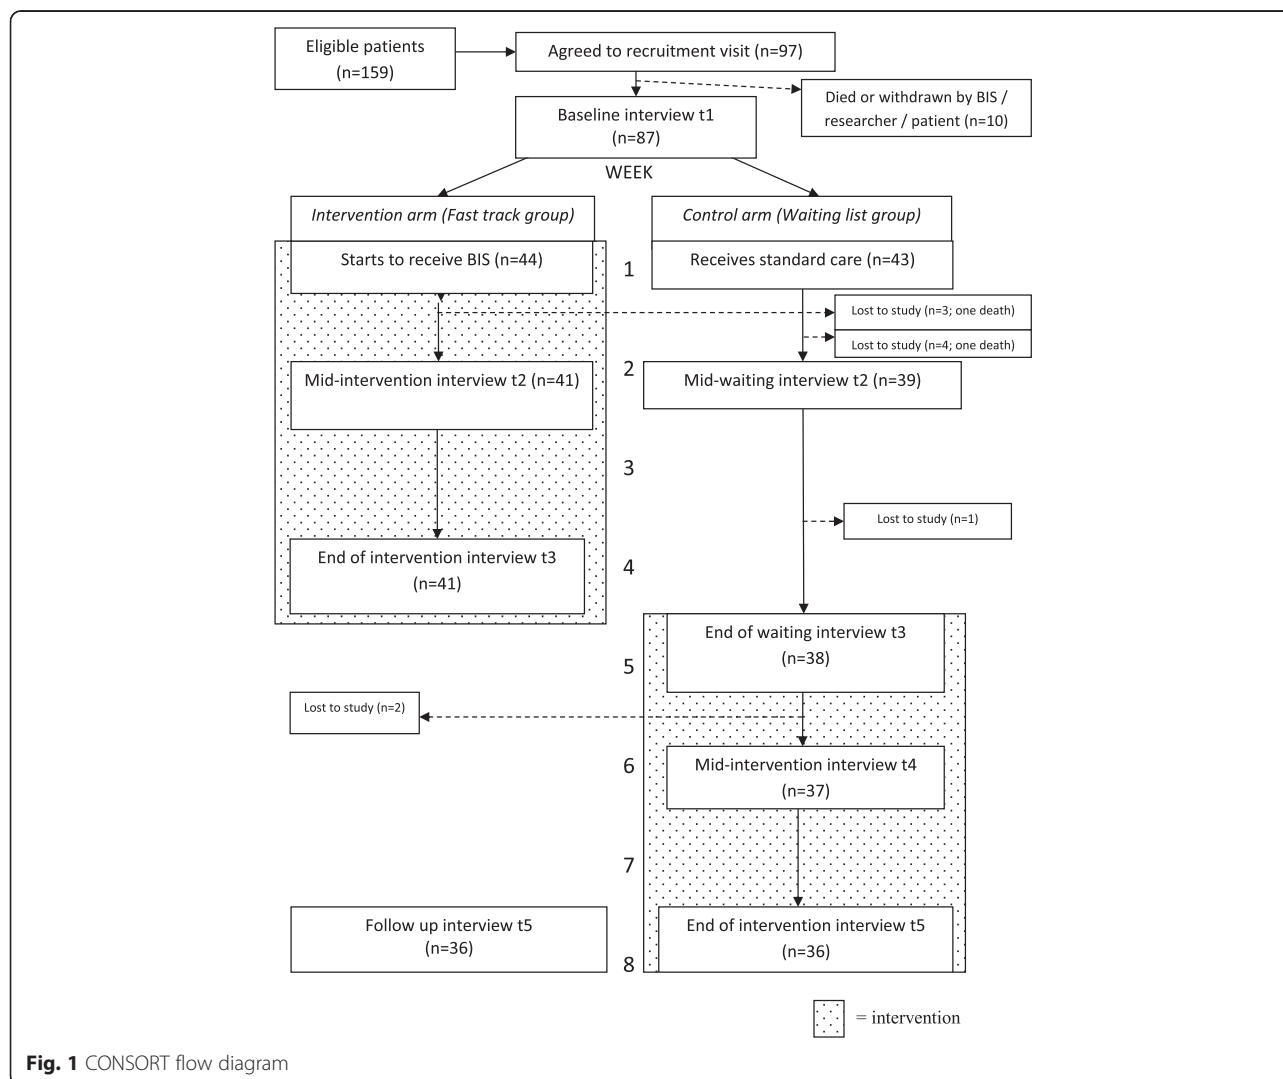 Eligible patients
(n=159)
Agreed to recruitment visit (n=97)
Died or withdrawn by BIS /
researcher / patient (n=10)
Baseline interview t1
(n=87)
WEEK
Intervention arm (Fast track group)
Control arm (Waiting list group)
Starts to receive BIS (n=44)
1
Receives standard care (n=43)
Lost to study (n=3; one death)
Lost to study (n=4; one death)
Mid-intervention interview t2 (n=41)
2
Mid-waiting interview t2 (n=39)
3
Lost to study (n=1)
End of intervention interview t3
(n=41)
4
End of waiting interview t3
(n=38)
5
Lost to study (n=2)
6
Mid-intervention interview t4
(n=37)
7
Follow up interview t5
(n=36)
End of intervention interview t5
(n=36)
8
= intervention
Fig. 1 CONSORT flow diagram